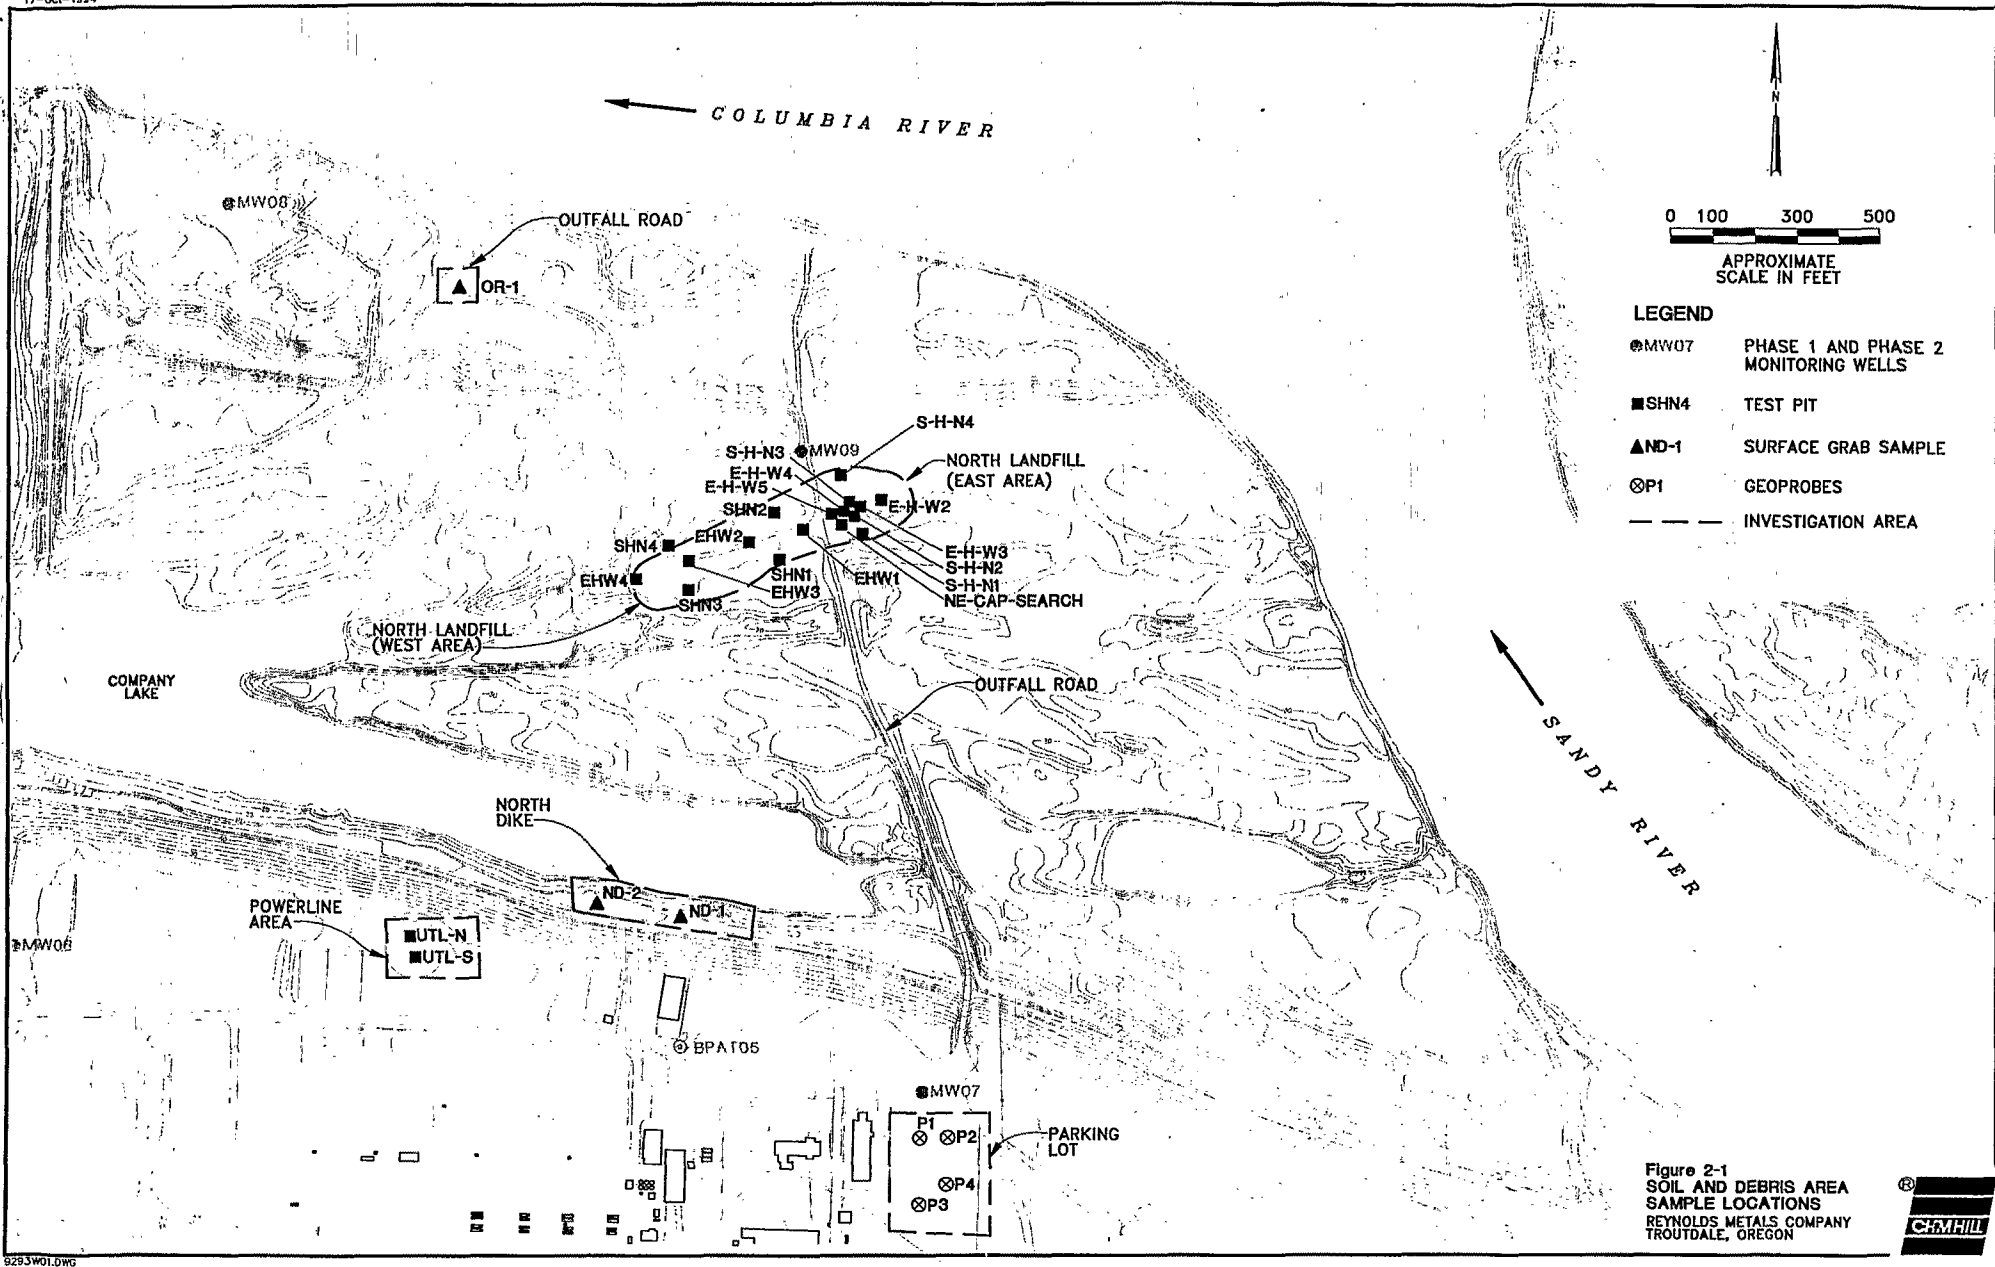 17-Oct-1994
COLUMBIA RIVER
N
0 100 300 500
APPROXIMATE
SCALE IN FEET
LEGEND
MW07 PHASE 1 AND PHASE 2
MONITORING WELLS
SHN4 TEST PIT
ND-1 SURFACE GRAB SAMPLE
P1 GEOPROBES
INVESTIGATION AREA
MW08
OUTFALL ROAD
OR-1
S-H-N4
S-H-N3
MW09
E-H-W4
E-H-W5
NORTH LANDFILL
(EAST AREA)
SHN2
E-H-W2
SHN4
EHW2
E-H-W3
S-H-N2
S-H-N1
NE-CAP-SEARCH
EHW4
SHN1
EHW1
EHW3
SHN3
NORTH LANDFILL
(WEST AREA)
COMPANY
LAKE
OUTFALL ROAD
SANDY RIVER
NORTH
DIKE
ND-2
ND-1
POWERLINE
AREA
UTL-N
UTL-S
MW06
BPAT05
MW07
P1
P2
P4
P3
PARKING
LOT
Figure 2-1
SOIL AND DEBRIS AREA
SAMPLE LOCATIONS
REYNOLDS METALS COMPANY
TROUTDALE, OREGON
®
CH2M HILL
9293W01.DWG